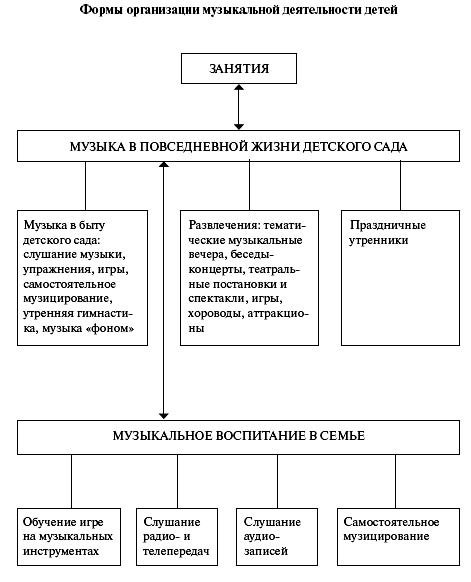 Формы организации музыкальной деятельности детей
ЗАНЯТИЯ
МУЗЫКА В ПОВСЕДНЕВНОЙ ЖИЗНИ ДЕТСКОГО САДА
Музыка в быту
детского сада:
слушание музыки,
упражнения, игры,
самостоятельное
музицирование,
утренняя гимнасти-
ка, музыка «фоном»
Развлечения: темати-
ческие музыкальные
вечера, беседы-
концерты, театраль-
ные постановки и
спектакли, игры,
хороводы, аттракцио-
ны
Праздничные
утренники
МУЗЫКАЛЬНОЕ ВОСПИТАНИЕ В СЕМЬЕ
Обучение игре
на музыкальных
инструментах
Слушание
радио- и
телепередач
Слушание
аудио-
записей
Самостоятельное
музицирование